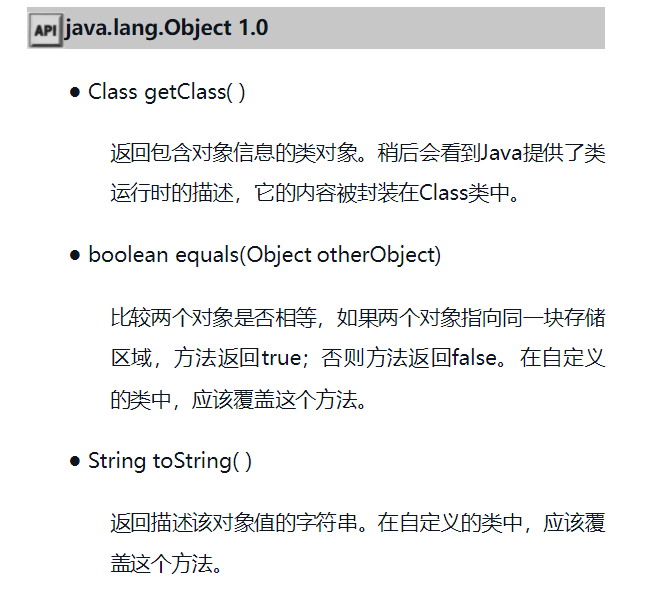 API java.lang.Object 1.0
● Class getClass( )
返回包含对象信息的类对象。稍后会看到Java提供了类
运行时的描述，它的内容被封装在Class类中。
● boolean equals(Object otherObject)
比较两个对象是否相等，如果两个对象指向同一块存储
区域，方法返回true；否则方法返回false。在自定义
的类中，应该覆盖这个方法。
● String toString( )
返回描述该对象值的字符串。在自定义的类中，应该覆
盖这个方法。